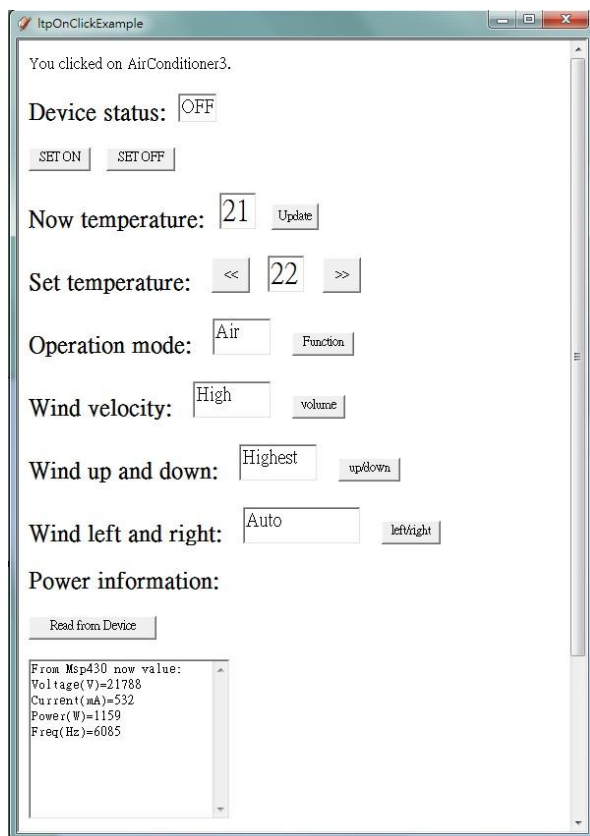 ltpOnClickExample
You clicked on AirConditioner3.
Device status: OFF
SET ON SET OFF
Now temperature: 21 Update
Set temperature: << 22 >>
Operation mode: Air Function
Wind velocity: High volume
Wind up and down: Highest up/down
Wind left and right: Auto left/right
Power information:
Read from Device
From Msp430 now value:
Voltage(V)=21788
Current(mA)=532
Power(W)=1159
Freq(Hz)=6085